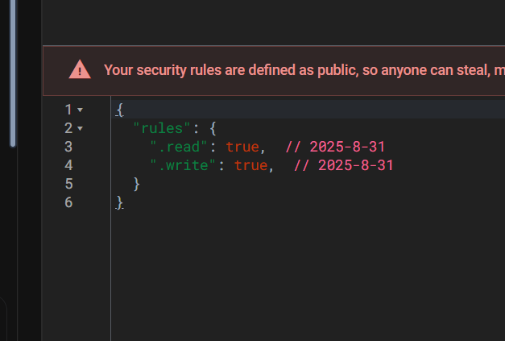 Your security rules are defined as public, so anyone can steal, m
1 {
2 "rules": {
3 ".read": true, // 2025-8-31
4 ".write": true, // 2025-8-31
5 }
6 }